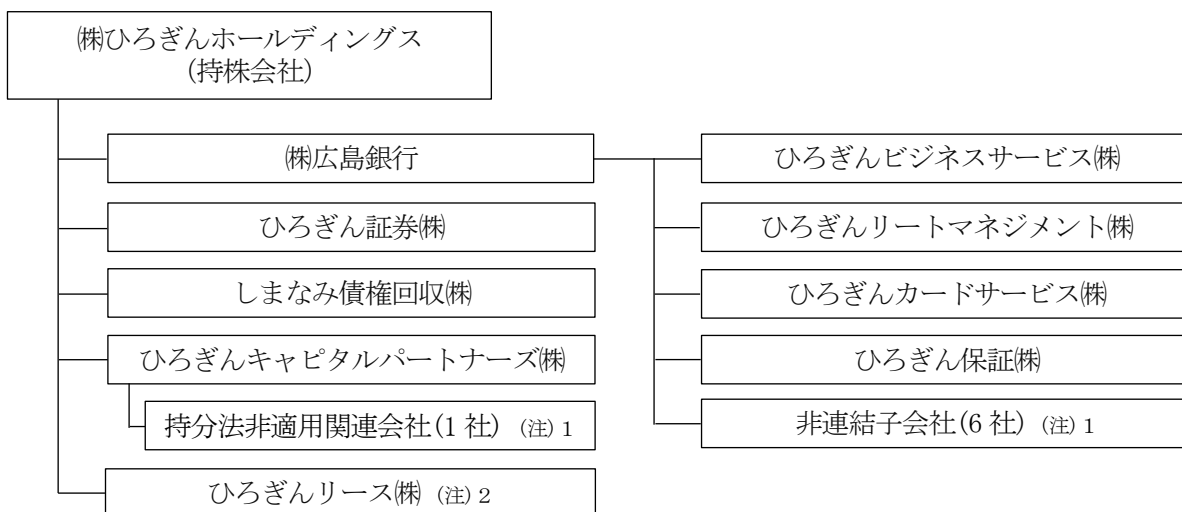 ㈱ひろぎんホールディングス
(持株会社)
㈱広島銀行
ひろぎんビジネスサービス㈱
ひろぎん証券㈱
ひろぎんリートマネジメント㈱
しまなみ債権回収㈱
ひろぎんカードサービス㈱
ひろぎんキャピタルパートナーズ㈱
ひろぎん保証㈱
持分法非適用関連会社(1 社) (注) 1
非連結子会社(6 社) (注) 1
ひろぎんリース㈱ (注) 2